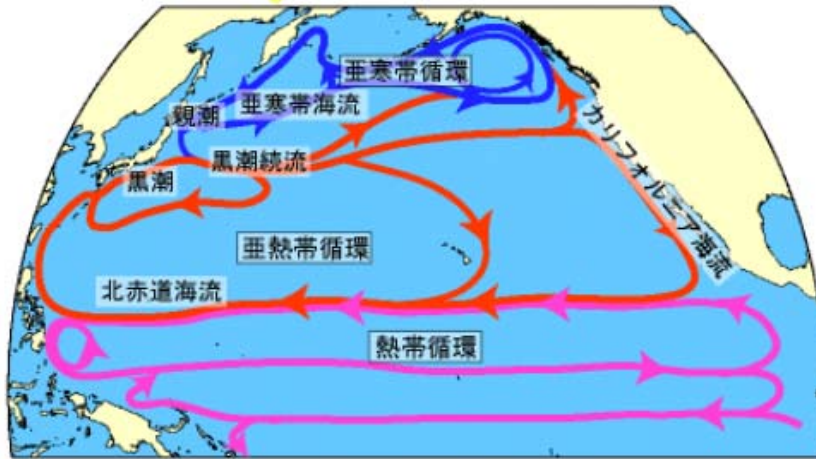 亜寒帯循環
亜寒帯海流
親潮
黒潮続流
黒潮
カリフォルニア海流
亜熱帯循環
北赤道海流
熱帯循環